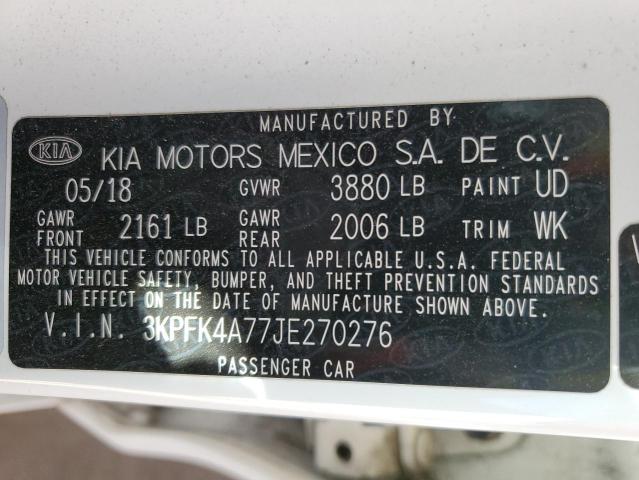 MANUFACTURED BY
KIA KIA MOTORS MEXICO S.A. DE C.V.
05/18 GVWR 3880 LB PAINT UD
GAWR FRONT 2161 LB GAWR REAR 2006 LB TRIM WK
THIS VEHICLE CONFORMS TO ALL APPLICABLE U.S.A. FEDERAL
MOTOR VEHICLE SAFETY, BUMPER, AND THEFT PREVENTION STANDARDS
IN EFFECT ON THE DATE OF MANUFACTURE SHOWN ABOVE.
V.I.N. 3KPFK4A77JE270276
PASSENGER CAR